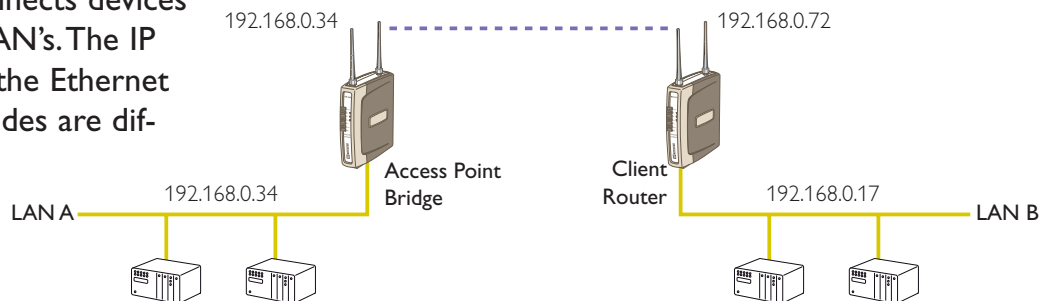 nects devices
AN's. The IP
the Ethernet
des are dif-
192.168.0.34
192.168.0.72
Access Point
Bridge
Client
Router
192.168.0.34
192.168.0.17
LAN A
LAN B